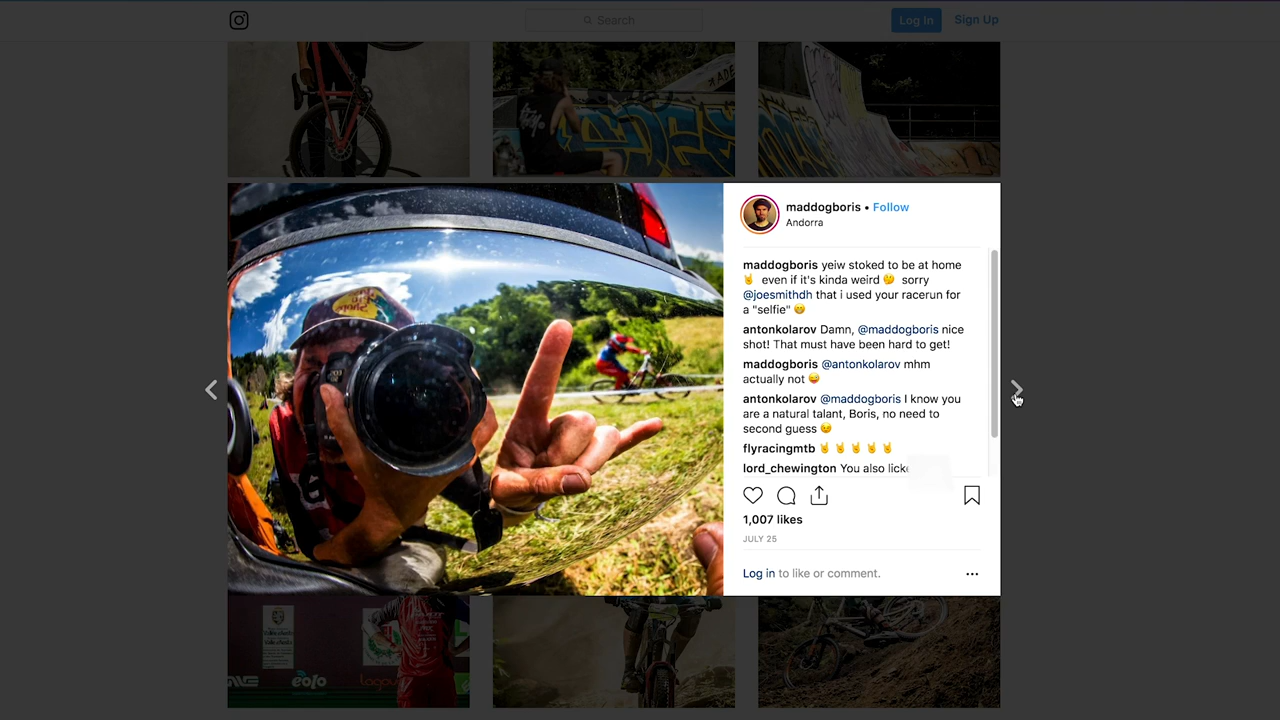 Search
Log In
Sign Up
MADE
maddogboris • Follow
Andorra
maddogboris yeiw stoked to be at home
🤘 even if it's kinda weird 🤔 sorry
@joesmithdh that i used your racerun for
a "selfie" 😁
antonkolarov Damn, @maddogboris nice
shot! That must have been hard to get!
maddogboris @antonkolarov mhm
actually not 😜
antonkolarov @maddogboris I know you
are a natural talant, Boris, no need to
second guess 😏
flyracingmtb 🤘 🤘 🤘 🤘 🤘
lord_chewington You also lick
1,007 likes
JULY 25
Log in to like or comment.
eolo